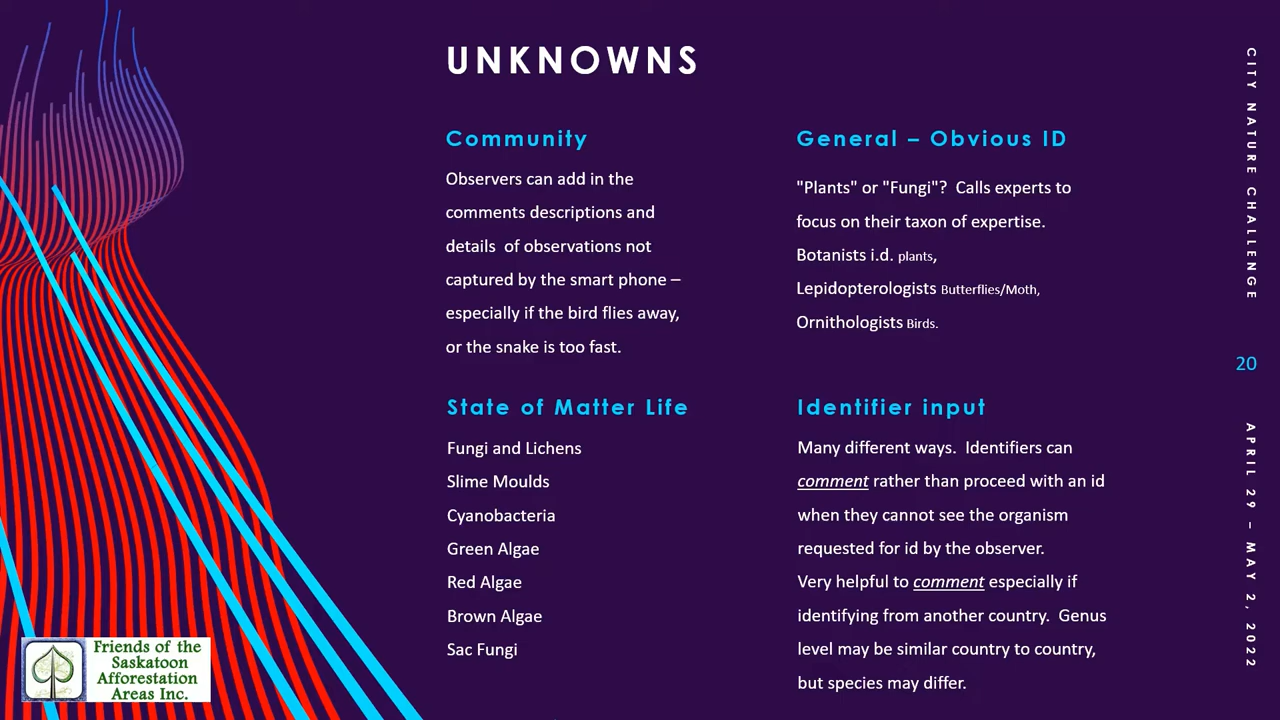 UNKNOWNS
Community
Observers can add in the
comments descriptions and
details of observations not
captured by the smart phone –
especially if the bird flies away,
or the snake is too fast.
General – Obvious ID
"Plants" or "Fungi"? Calls experts to
focus on their taxon of expertise.
Botanists i.d. plants,
Lepidopterologists Butterflies/Moth,
Ornithologists Birds.
State of Matter Life
Fungi and Lichens
Slime Moulds
Cyanobacteria
Green Algae
Red Algae
Brown Algae
Sac Fungi
Identifier input
Many different ways. Identifiers can
comment rather than proceed with an id
when they cannot see the organism
requested for id by the observer.
Very helpful to comment especially if
identifying from another country. Genus
level may be similar country to country,
but species may differ.
CITY NATURE CHALLENGE
20
APRIL 29 – MAY 2, 2022
Friends of the
Saskatoon
Afforestation
Areas Inc.